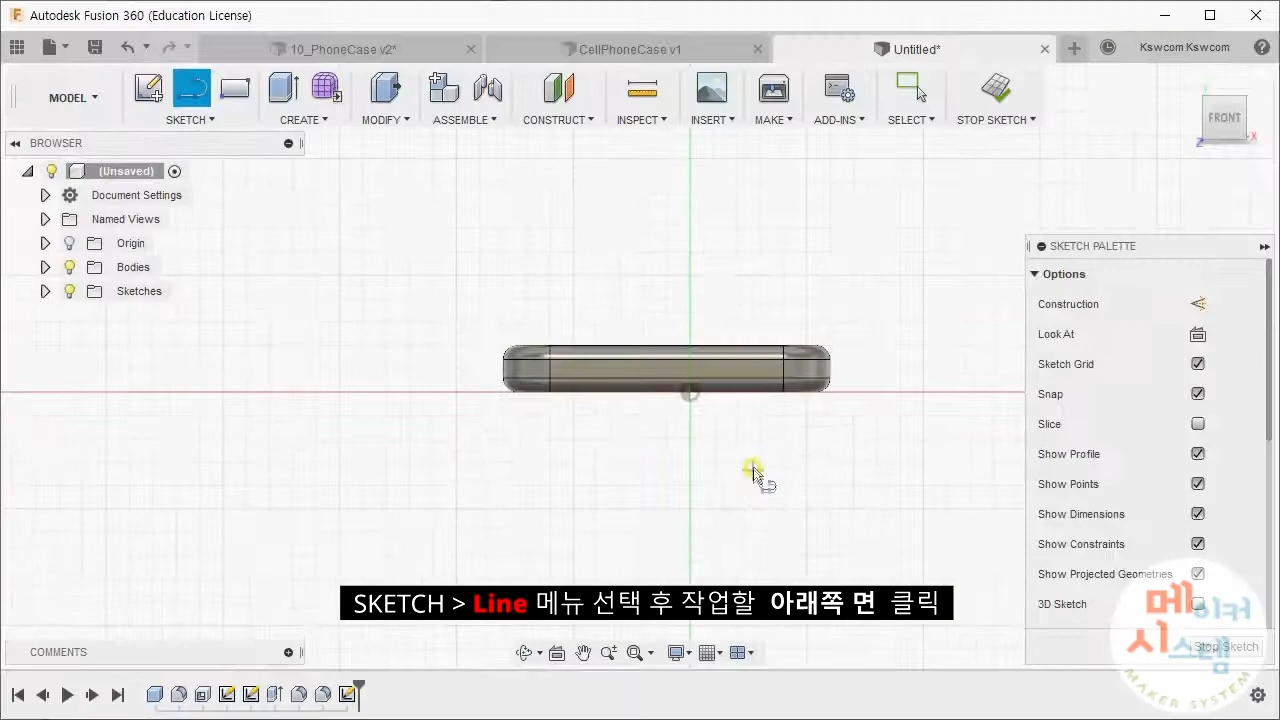 Autodesk Fusion 360 (Education License)
10_PhoneCase v2*
CellPhoneCase v1
Untitled*
Kswcom Kswcom
MODEL
SKETCH
CREATE
MODIFY
ASSEMBLE
CONSTRUCT
INSPECT
INSERT
MAKE
ADD-INS
SELECT
STOP SKETCH
FRONT
X
Z
BROWSER
(Unsaved)
Document Settings
Named Views
Origin
Bodies
Sketches
SKETCH PALETTE
Options
Construction
Look At
Sketch Grid
Snap
Slice
Show Profile
Show Points
Show Dimensions
Show Constraints
Show Projected Geometries
3D Sketch
Stop Sketch
SKETCH > Line 메뉴 선택 후 작업할 아래쪽 면 클릭
메이커
시스템
MAKER SYSTEM
COMMENTS